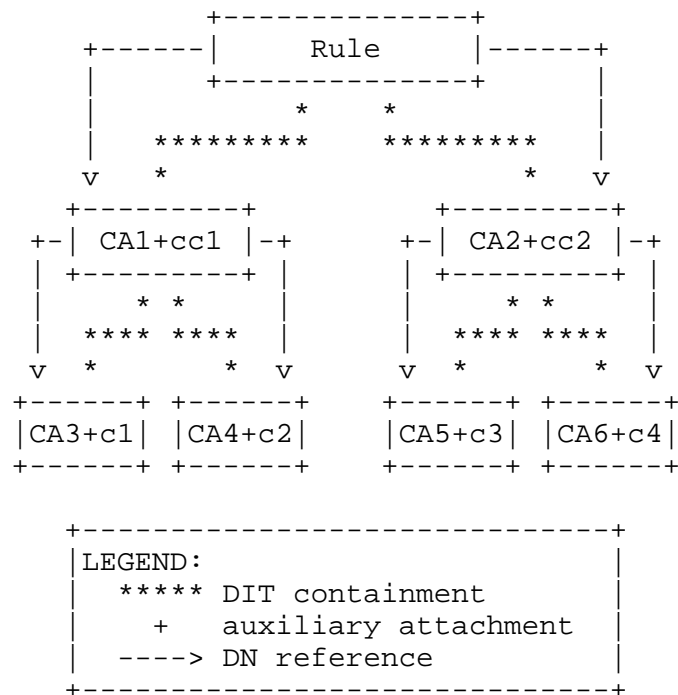 Rule
CA1+cc1 CA2+cc2
CA3+c1 CA4+c2 CA5+c3 CA6+c4
LEGEND:
***** DIT containment
+ auxiliary attachment
----> DN reference